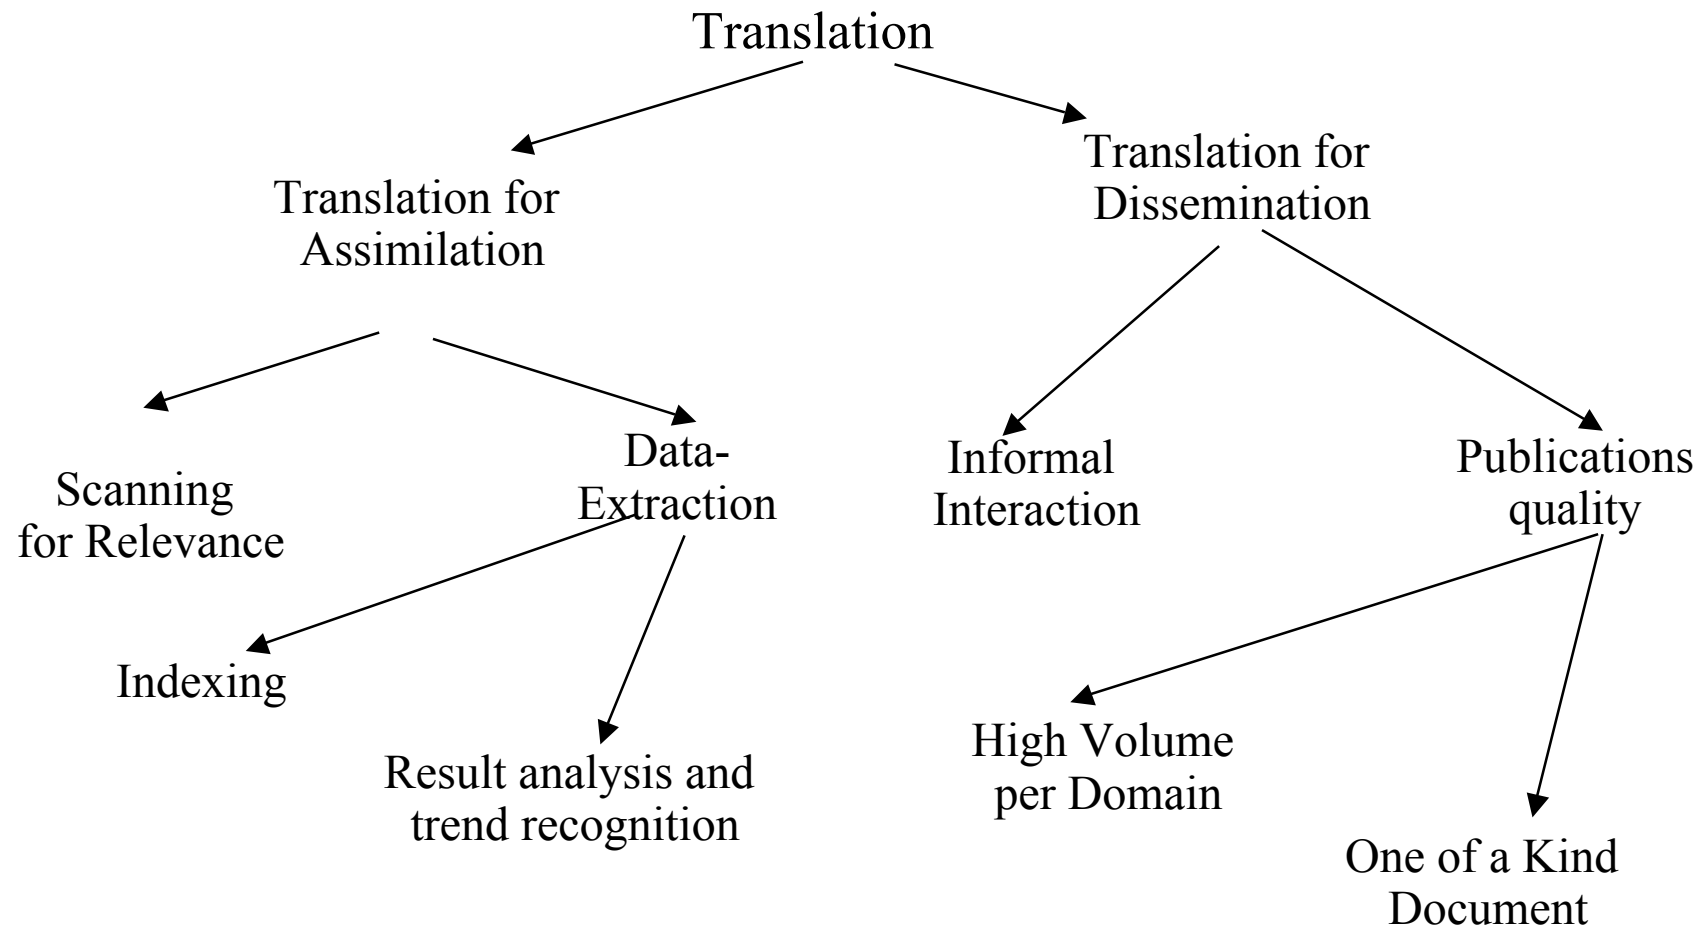 Translation
Translation for
Assimilation
Translation for
Dissemination
Scanning
for Relevance
Data-
Extraction
Informal
Interaction
Publications
quality
Indexing
Result analysis and
trend recognition
High Volume
per Domain
One of a Kind
Document